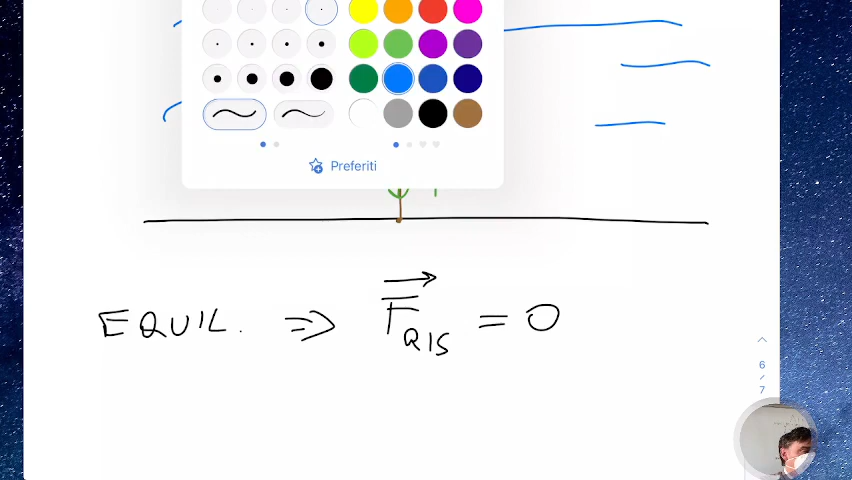 Preferiti
EQUIL. ⇒ F⃗RIS = 0
6
7